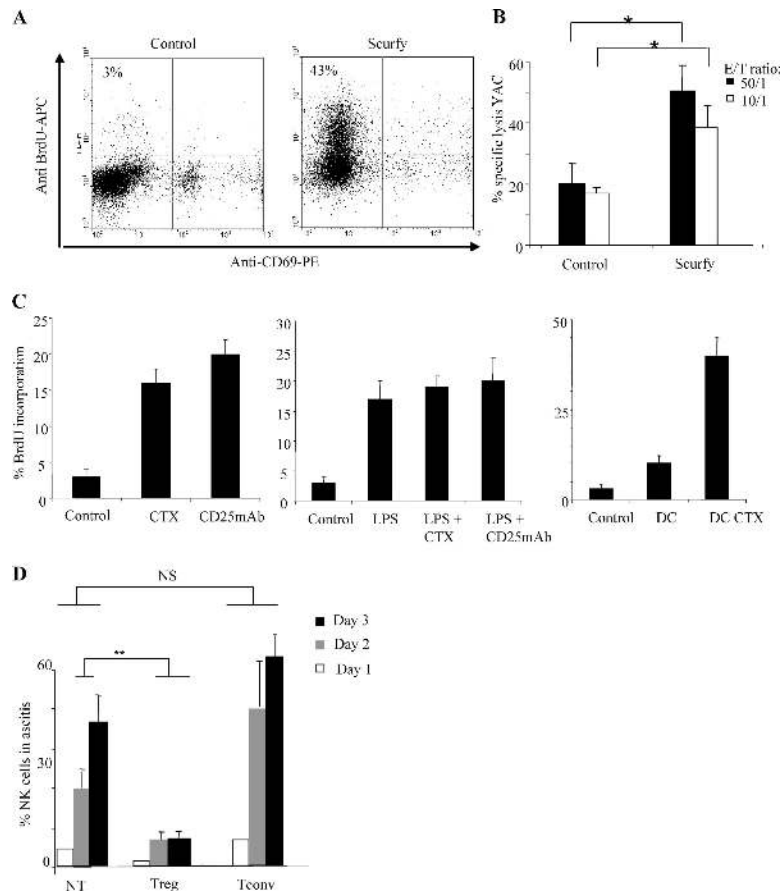 A
Control
Scurfy
3%
43%
Anti BrdU-APC
Anti-CD69-PE
B
*
*
E/T ratio:
50/1
10/1
% specific lysis YAC
60
40
20
0
Control
Scurfy
C
% BrdU incorporation
25
20
15
10
5
0
Control
CTX
CD25mAb
30
25
20
15
10
5
0
Control
LPS
LPS +
CTX
LPS +
CD25mAb
50
25
0
Control
DC
DC CTX
D
NS
**
Day 3
Day 2
Day 1
% NK cells in ascitis
60
30
0
NT
Treg
Tconv